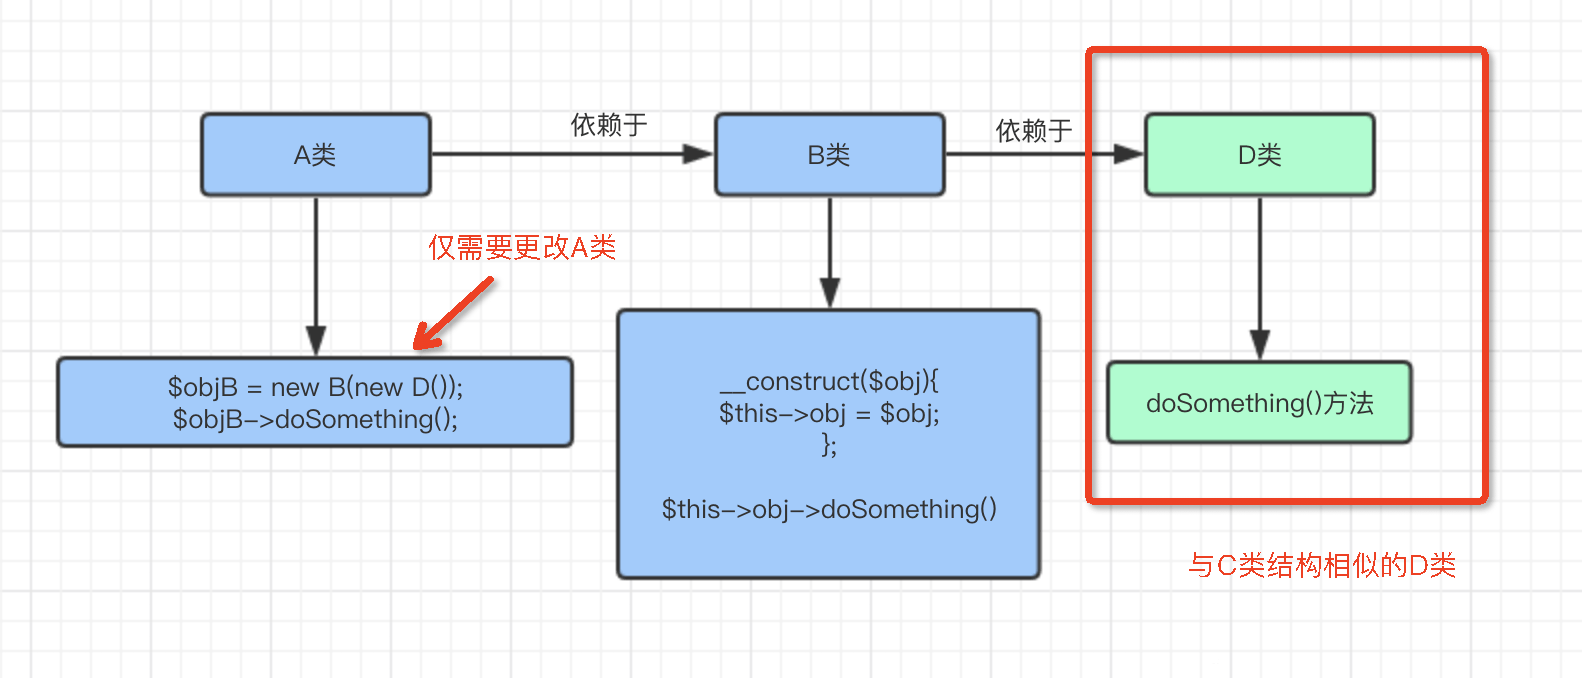 A类
依赖于
B类
依赖于
D类
仅需要更改A类
$objB = new B(new D());
$objB->doSomething();
__construct($obj){
$this->obj = $obj;
};
$this->obj->doSomething()
doSomething()方法
与C类结构相似的D类